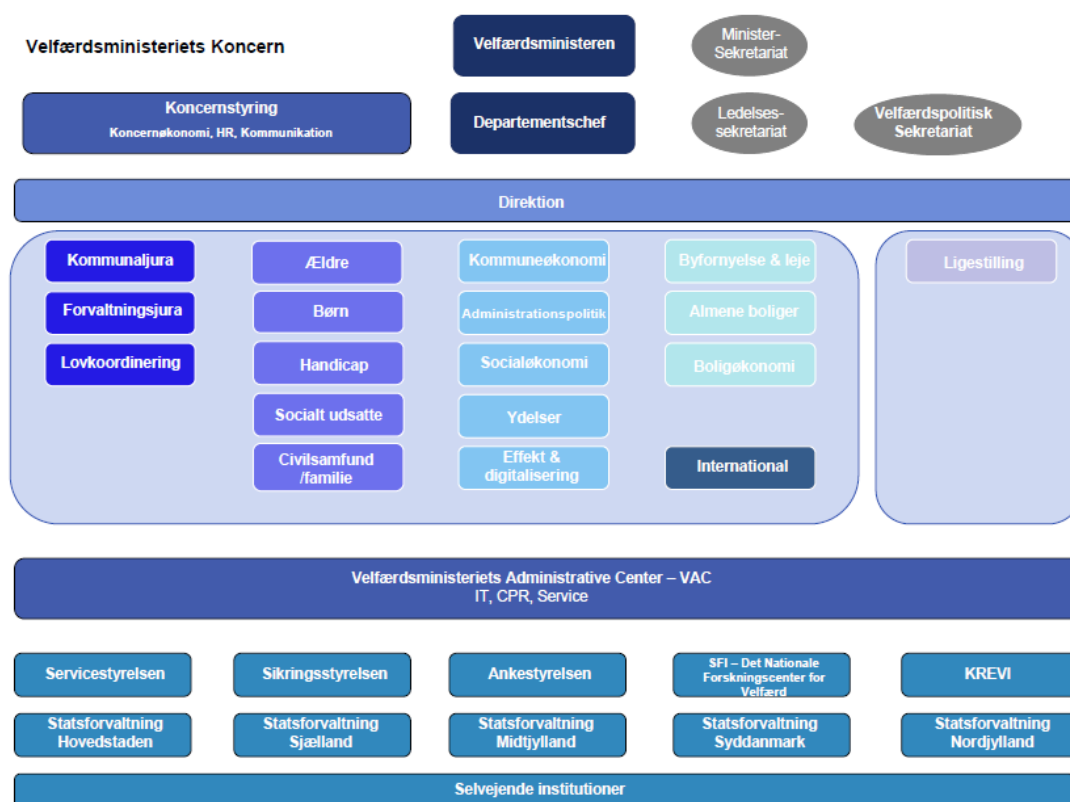 Velfærdsministeriets Koncern
Velfærdsministeren
Minister-
Sekretariat
Koncernstyring
Koncernøkonomi, HR, Kommunikation
Departementschef
Ledelses-
sekretariat
Velfærdspolitisk
Sekretariat
Direktion
Kommunaljura
Forvaltningsjura
Lovkoordinering
Ældre
Børn
Handicap
Socialt udsatte
Civilsamfund
/familie
Kommuneøkonomi
Administrationspolitik
Socialøkonomi
Ydelser
Effekt &
digitalisering
Byfornyelse & leje
Almene boliger
Boligøkonomi
International
Ligestilling
Velfærdsministeriets Administrative Center – VAC
IT, CPR, Service
Servicestyrelsen
Sikringsstyrelsen
Ankestyrelsen
SFI – Det Nationale
Forskningscenter for
Velfærd
KREVI
Statsforvaltning
Hovedstaden
Statsforvaltning
Sjælland
Statsforvaltning
Midtjylland
Statsforvaltning
Syddanmark
Statsforvaltning
Nordjylland
Selvejende institutioner